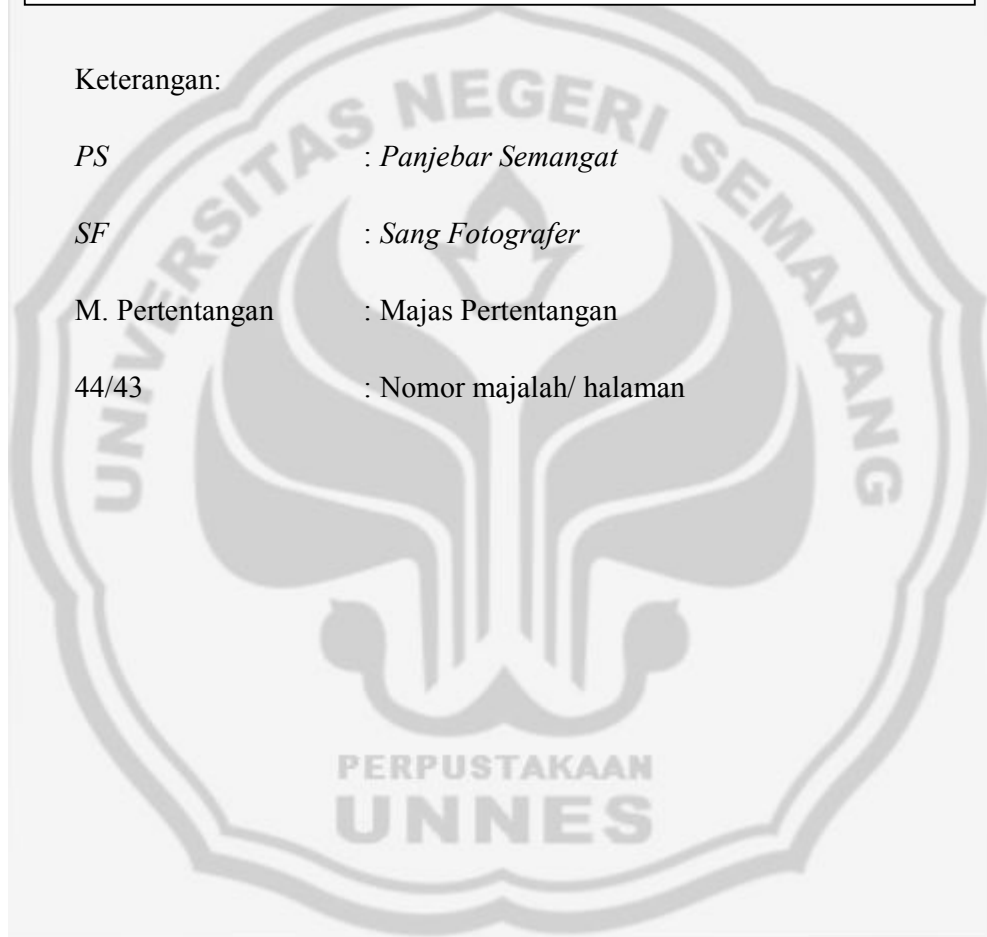 Keterangan:
PS : Panjebar Semangat
SF : Sang Fotografer
M. Pertentangan : Majas Pertentangan
44/43 : Nomor majalah/ halaman
UNIVERSITAS NEGERI SEMARANG
PERPUSTAKAAN
UNNES